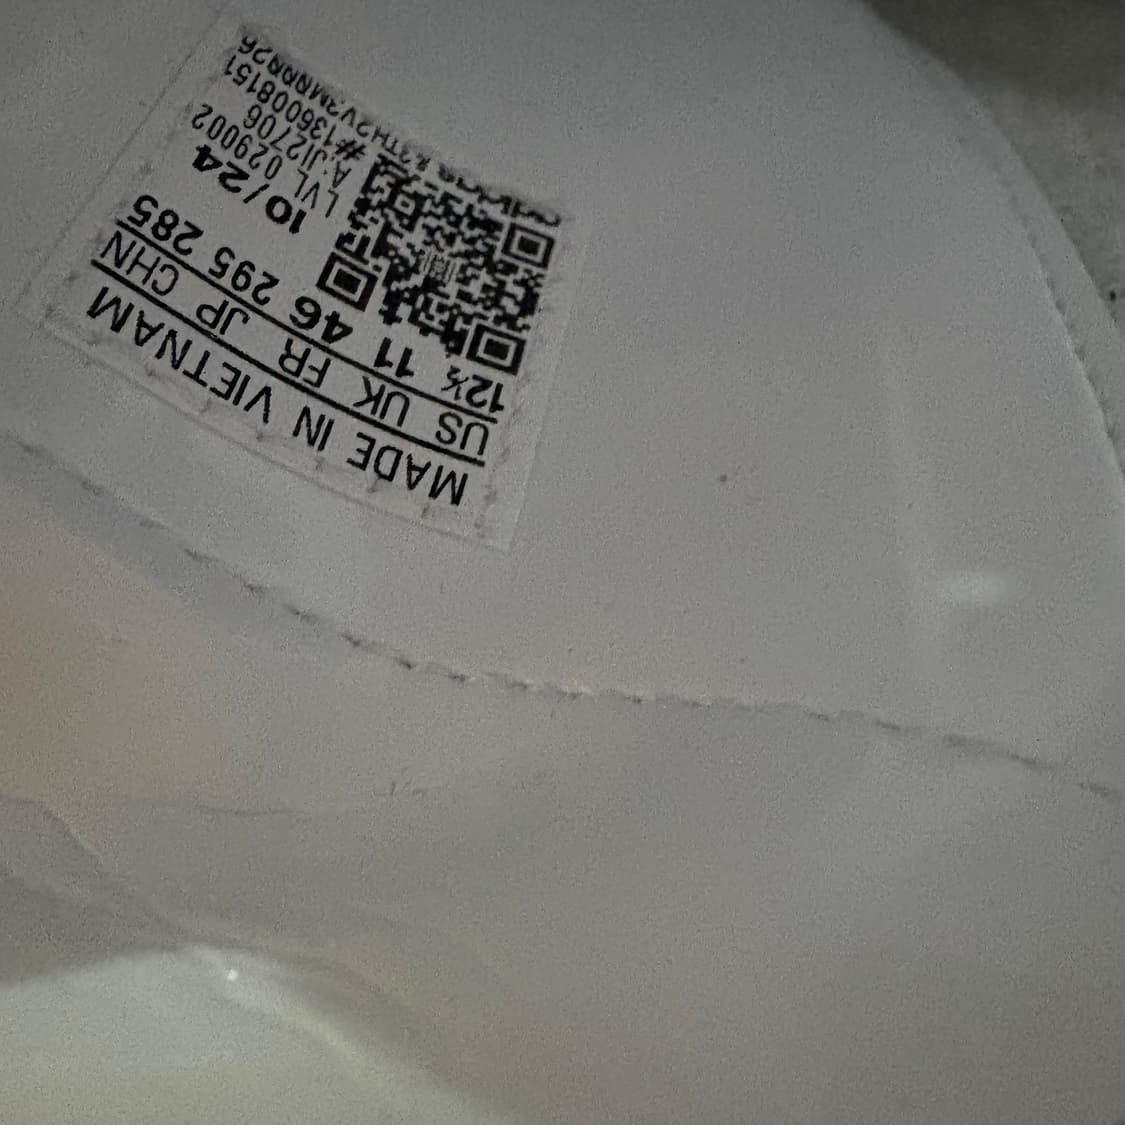 MADE IN VIETNAM
US UK FR JP CHN
12½ 11 46 295 285
10/24
LVL 029002
A:JI2706
#136008151